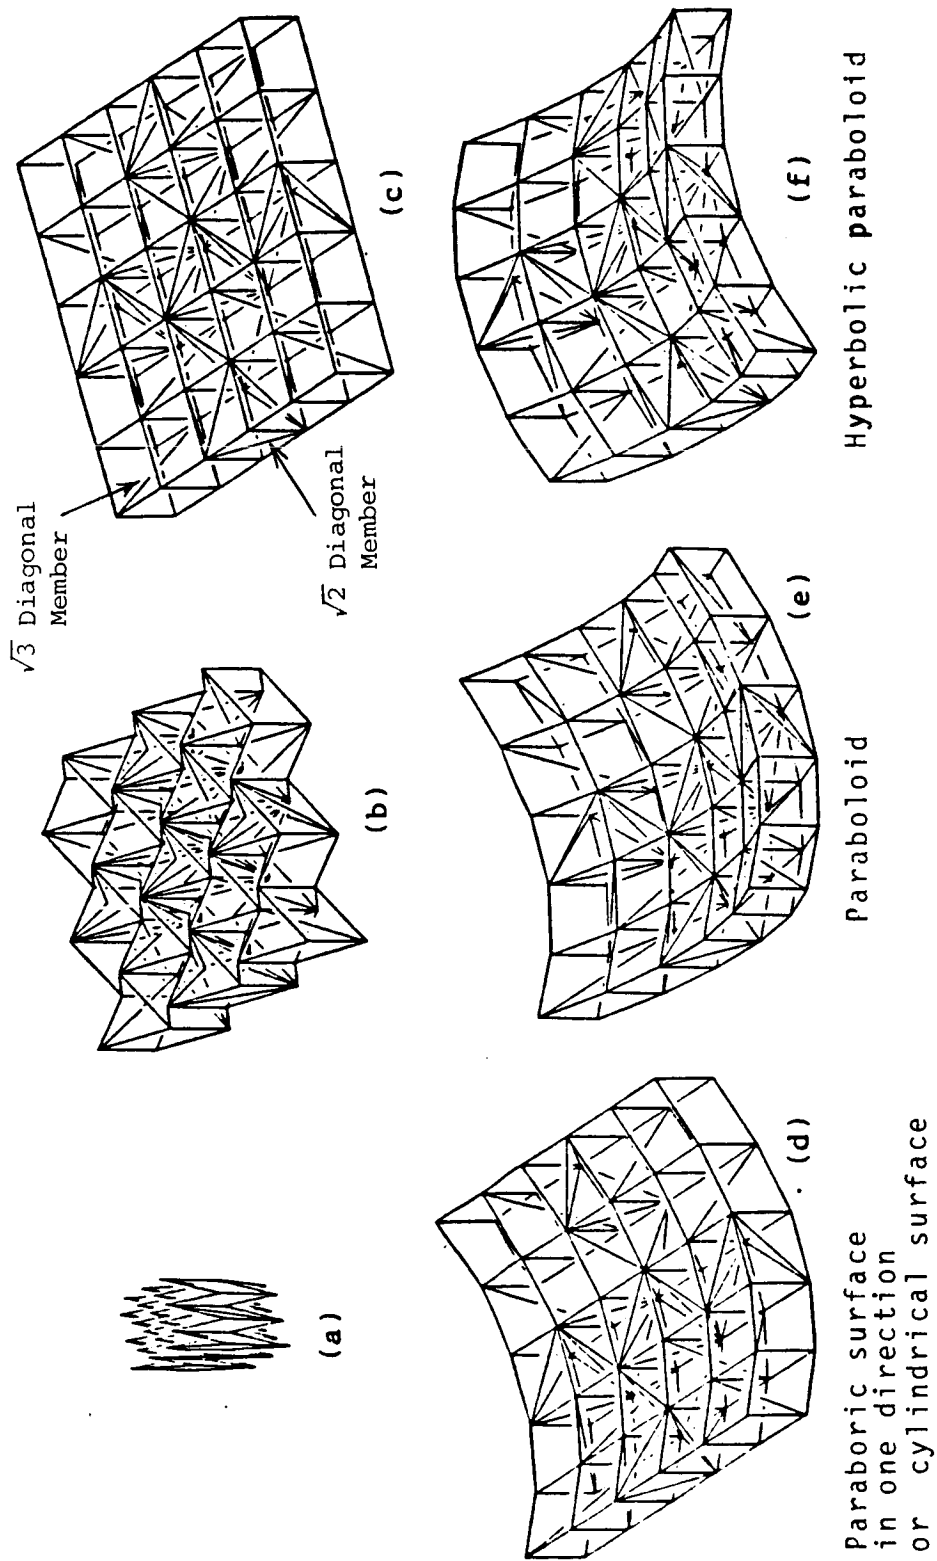 (a)
(b)
√3 Diagonal
Member
√2 Diagonal
Member
(c)
(d)
Paraboric surface
in one direction
or cylindrical surface
(e)
Paraboloid
(f)
Hyperbolic paraboloid